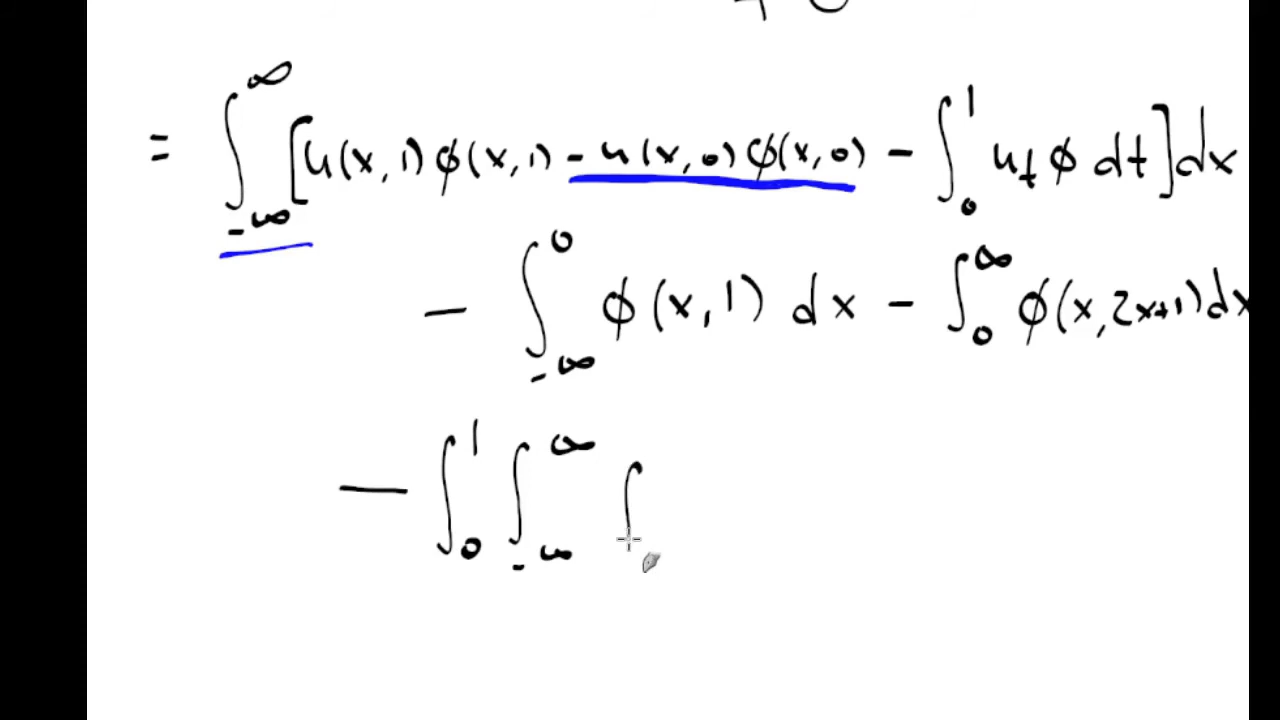 = ∫_{-∞}^{∞} [u(x,1)φ(x,1) - u(x,0)φ(x,0) - ∫_0^1 u_t φ dt] dx
- ∫_{-∞}^{0} φ(x,1) dx - ∫_0^{∞} φ(x,2x+1) dx
- ∫_0^1 ∫_{-∞}^{∞}